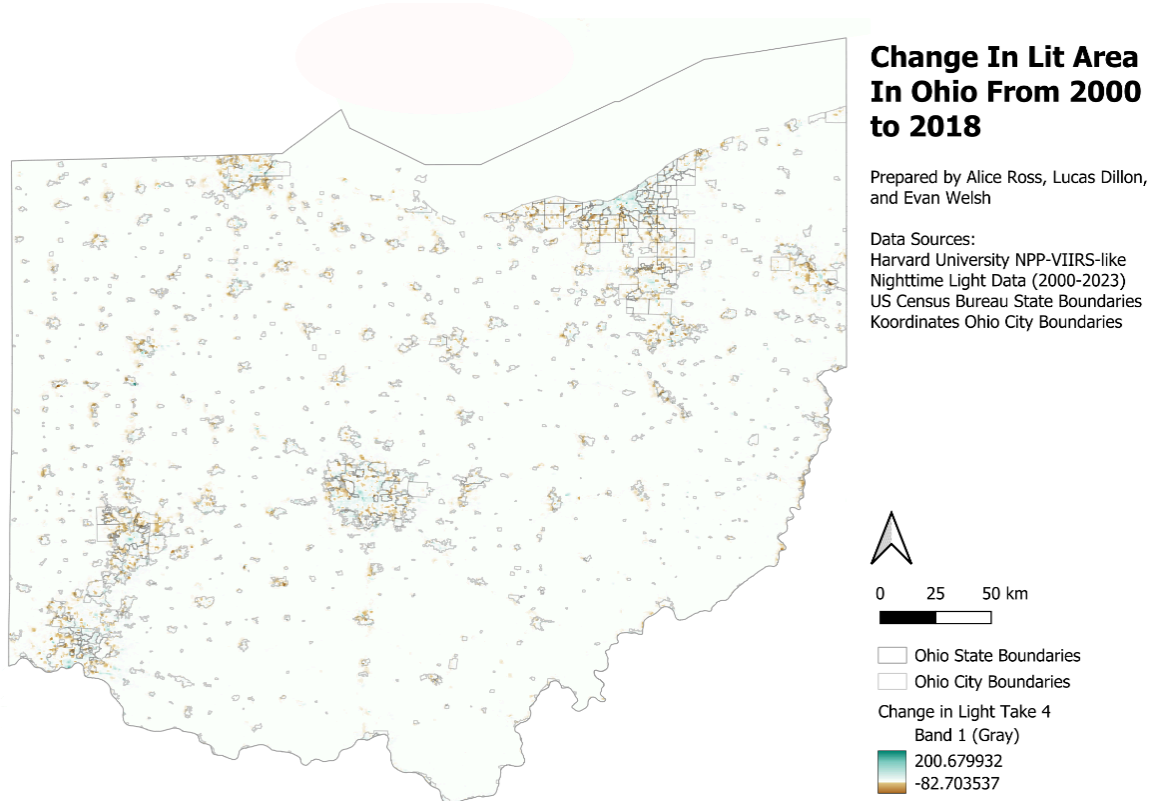 Change In Lit Area
In Ohio From 2000
to 2018
Prepared by Alice Ross, Lucas Dillon,
and Evan Welsh
Data Sources:
Harvard University NPP-VIIRS-like
Nighttime Light Data (2000-2023)
US Census Bureau State Boundaries
Koordinates Ohio City Boundaries
0 25 50 km
Ohio State Boundaries
Ohio City Boundaries
Change in Light Take 4
Band 1 (Gray)
200.679932
-82.703537